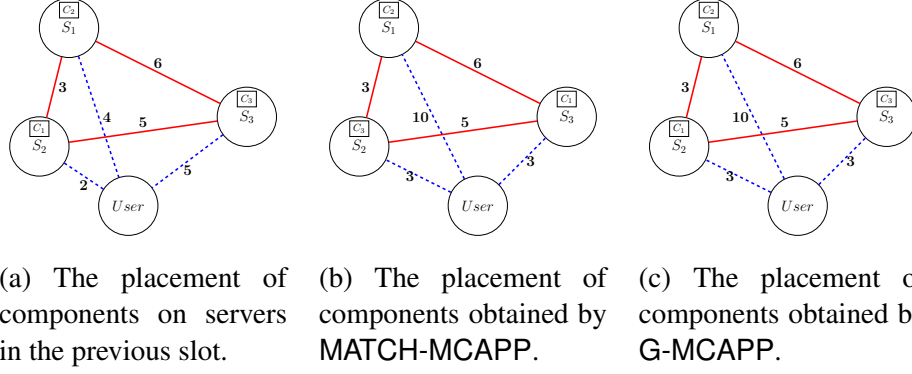 C₂
S₁
6
3
C₃
S₃
4
5
C₁
S₂
5
2
User
C₂
S₁
6
3
C₁
S₃
10
5
C₃
S₂
3
3
User
C₂
S₁
6
3
C₃
S₃
10
5
C₁
S₂
3
3
User
(a) The placement of
components on servers
in the previous slot.
(b) The placement of
components obtained by
MATCH-MCAPP.
(c) The placement o
components obtained b
G-MCAPP.